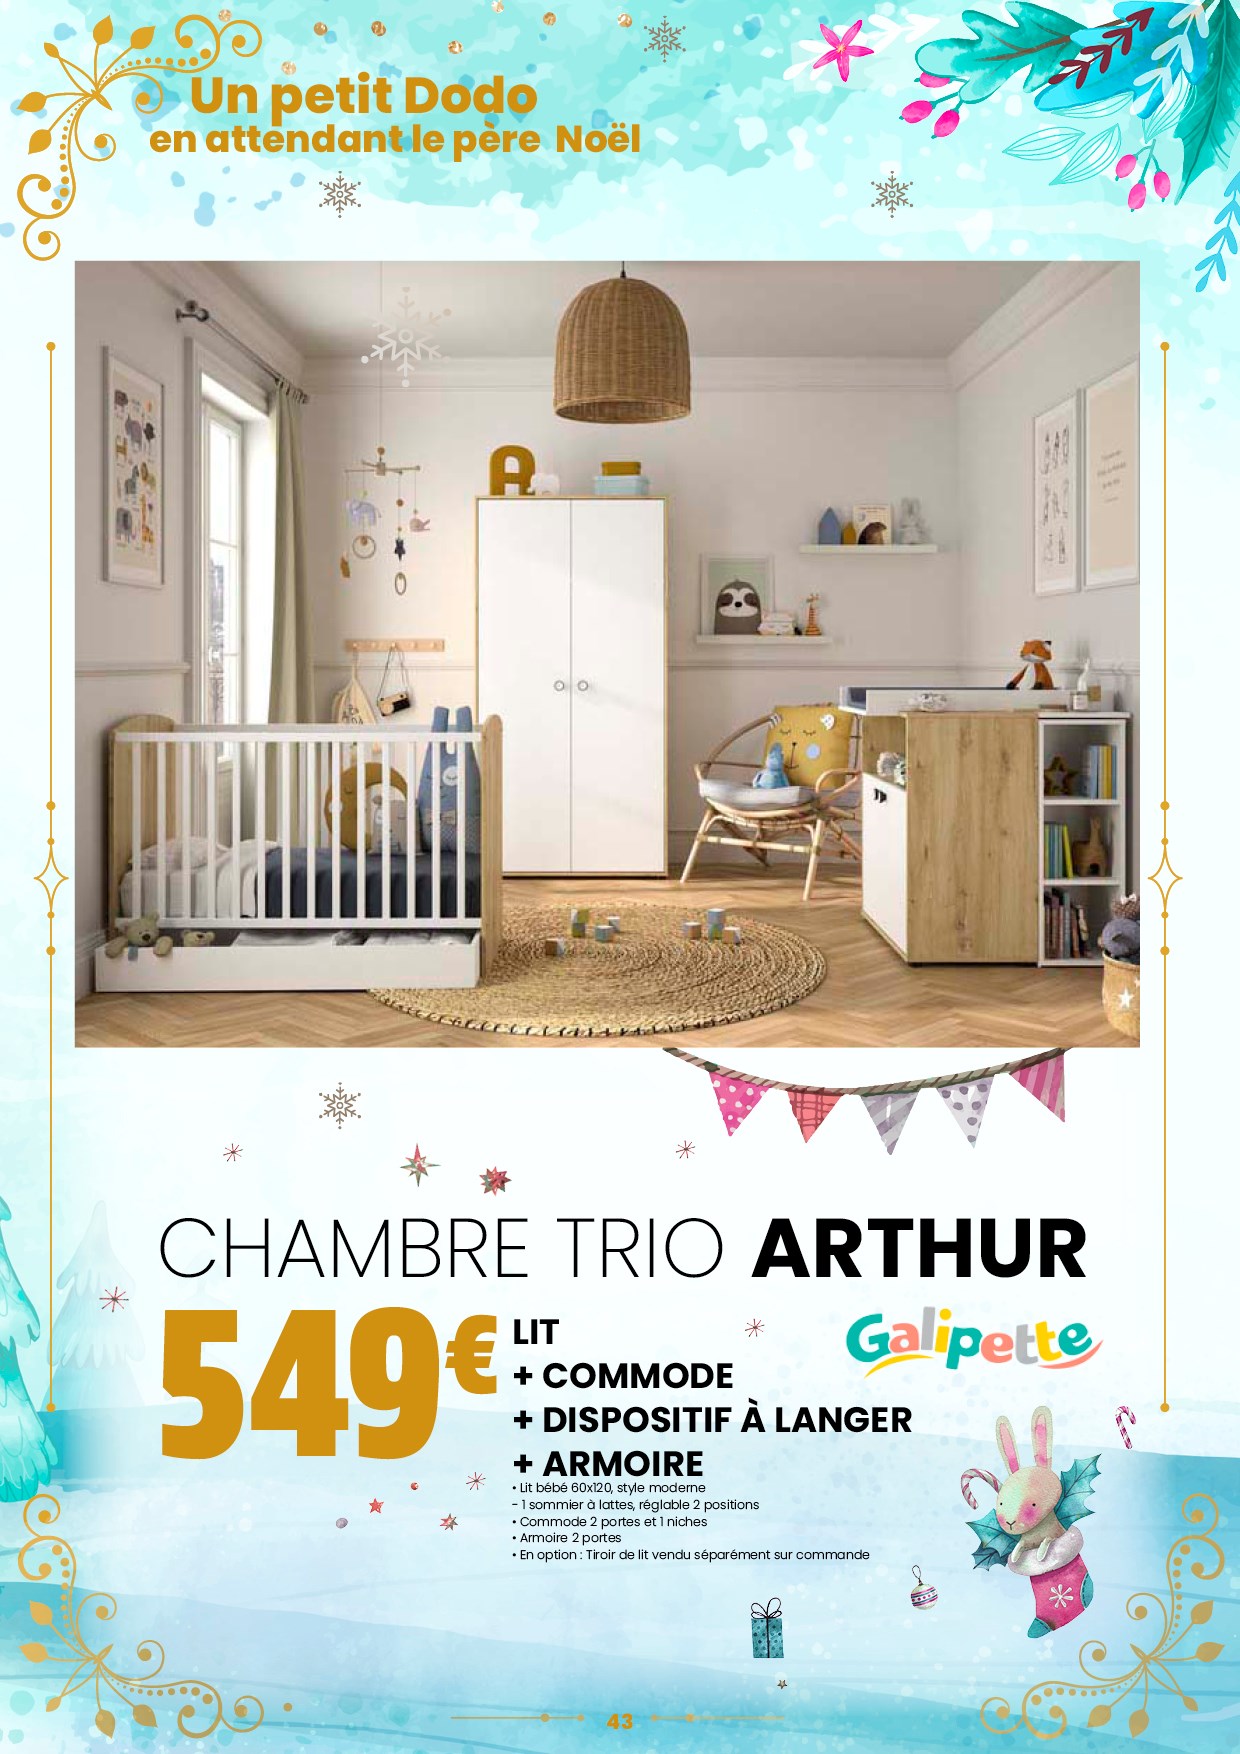 Un petit Dodo
en attendant le père Noël
A
CHAMBRE TRIO ARTHUR
549€
LIT
+ COMMODE
+ DISPOSITIF À LANGER
+ ARMOIRE
Galipette
• Lit bébé 60x120, style moderne
- 1 sommier à lattes, réglable 2 positions
• Commode 2 portes et 1 niches
• Armoire 2 portes
• En option : Tiroir de lit vendu séparément sur commande
43